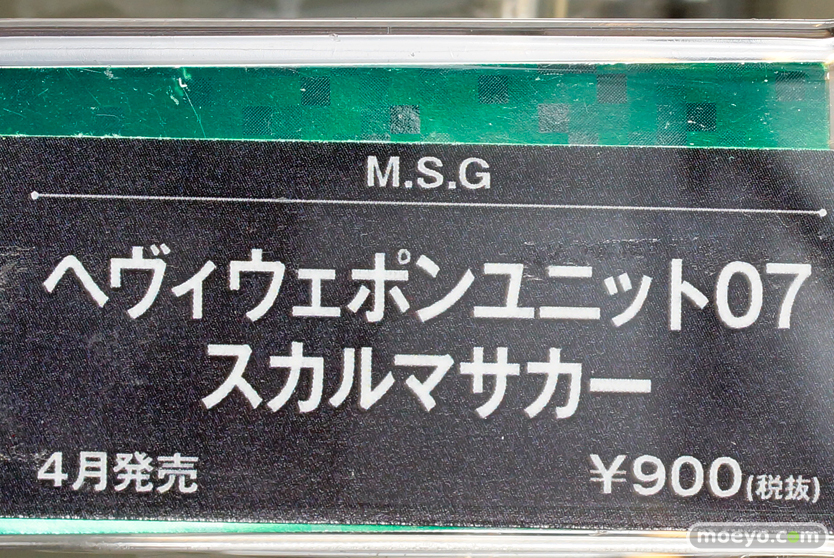 M.S.G
ヘヴィウェポンユニット07
スカルマサカー
4月発売
¥900(税抜)
moeyo.com